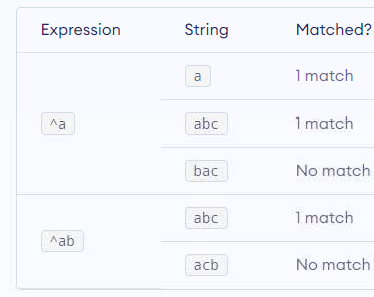 Expression String Matched?
a 1 match
^a abc 1 match
bac No match
abc 1 match
^ab
acb No match